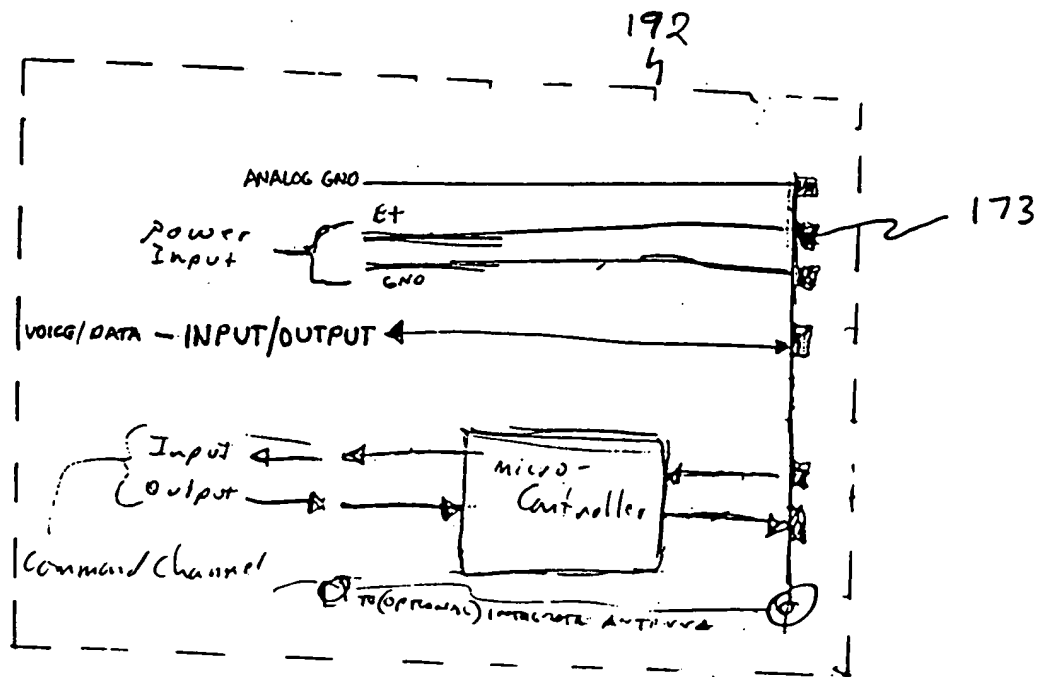 192
ANALOG GND
173
Power
Input
E+
GND
VOICE/DATA - INPUT/OUTPUT
Input
Output
Micro-
Controller
Command Channel
TO (OPTIONAL) INTEGRATE ANTENNA